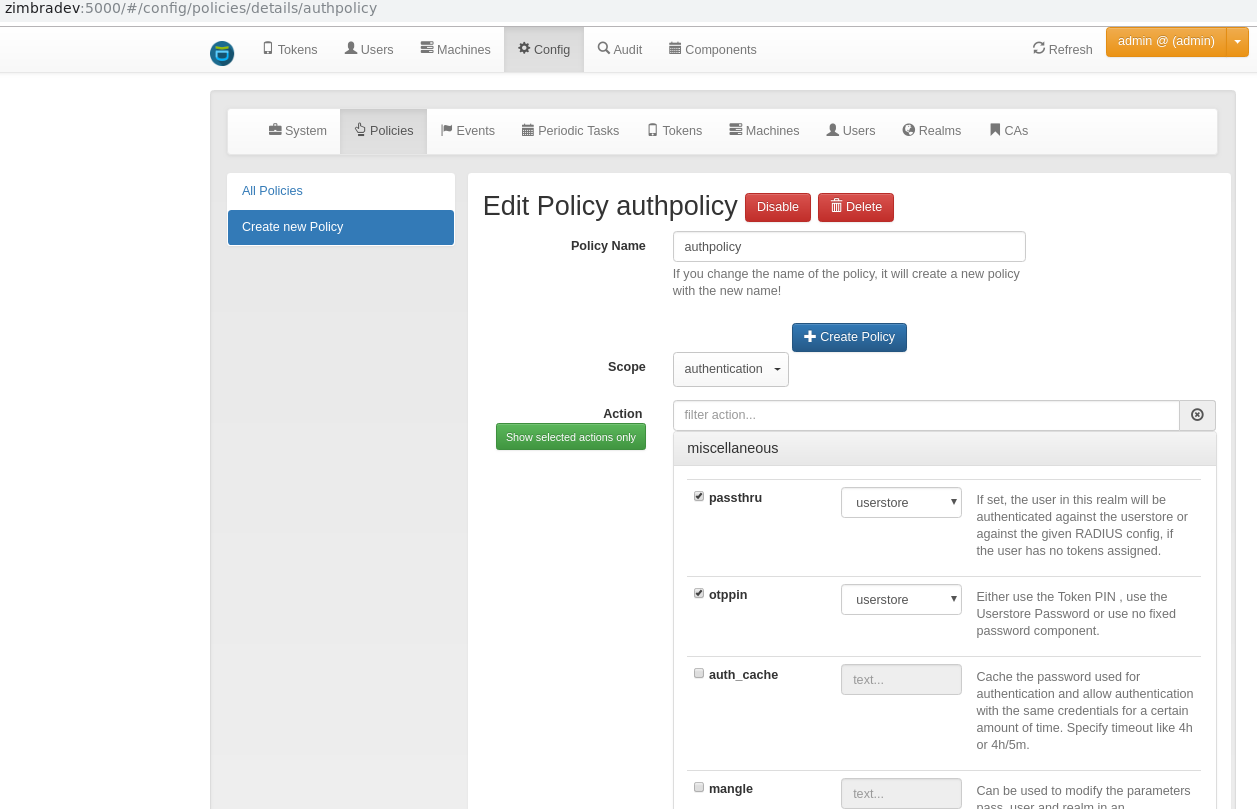 zimbradev:5000/#/config/policies/details/authpolicy
Tokens Users Machines Config Audit Components Refresh admin @ (admin)
System Policies Events Periodic Tasks Tokens Machines Users Realms CAs
All Policies
Create new Policy
Edit Policy authpolicy Disable Delete
Policy Name authpolicy
If you change the name of the policy, it will create a new policy
with the new name!
Create Policy
Scope authentication
Action filter action...
Show selected actions only
miscellaneous
passthru userstore If set, the user in this realm will be
authenticated against the userstore or
against the given RADIUS config, if
the user has no tokens assigned.
otppin userstore Either use the Token PIN , use the
Userstore Password or use no fixed
password component.
auth_cache text... Cache the password used for
authentication and allow authentication
with the same credentials for a certain
amount of time. Specify timeout like 4h
or 4h/5m.
mangle text... Can be used to modify the parameters
pass, user and realm in an